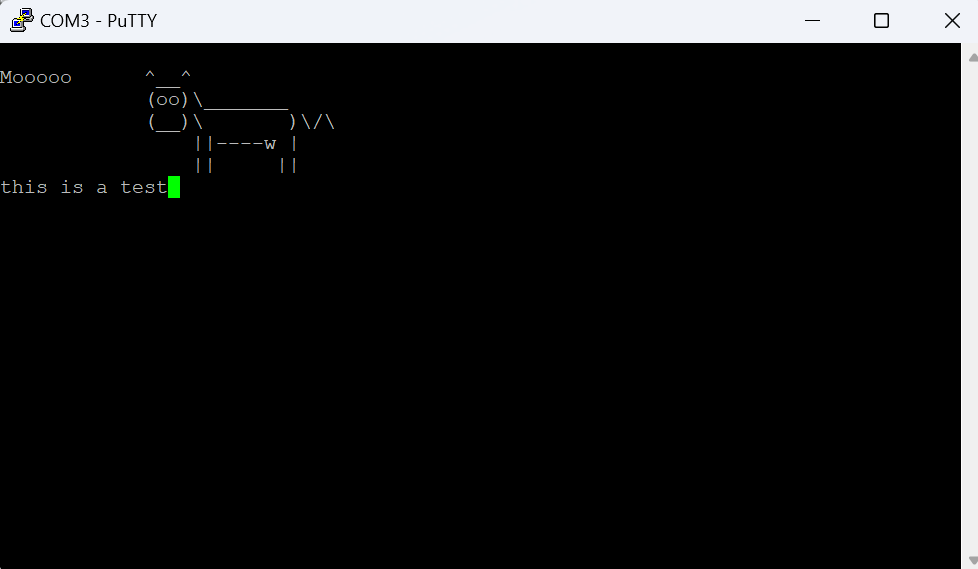 COM3 - PuTTY
Mooooo      ^__^
            (oo)\_______
            (__)\       )\/\
                ||----w |
                ||     ||
this is a test